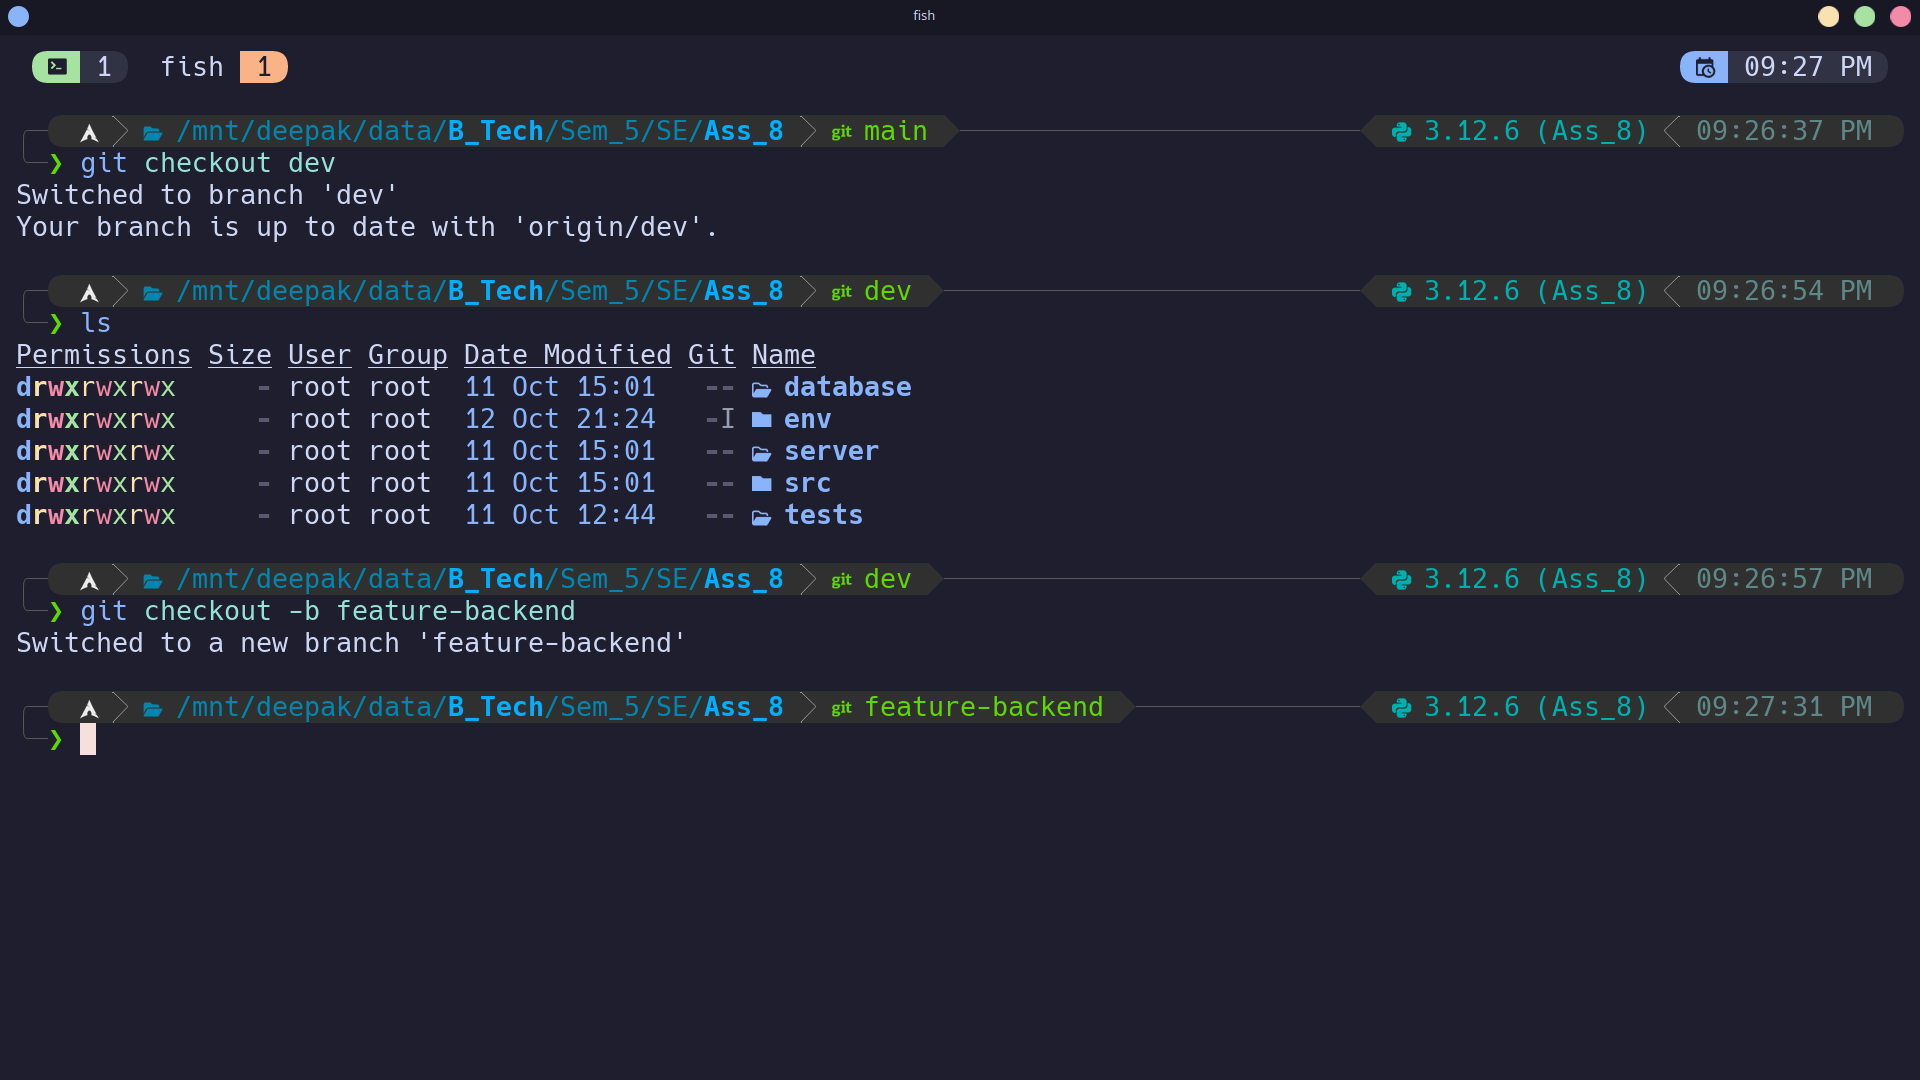 fish
1 fish 1 09:27 PM
/mnt/deepak/data/B_Tech/Sem_5/SE/Ass_8 git main 3.12.6 (Ass_8) 09:26:37 PM
❯ git checkout dev
Switched to branch 'dev'
Your branch is up to date with 'origin/dev'.
/mnt/deepak/data/B_Tech/Sem_5/SE/Ass_8 git dev 3.12.6 (Ass_8) 09:26:54 PM
❯ ls
Permissions Size User Group Date Modified Git Name
drwxrwxrwx - root root 11 Oct 15:01 -- database
drwxrwxrwx - root root 12 Oct 21:24 -I env
drwxrwxrwx - root root 11 Oct 15:01 -- server
drwxrwxrwx - root root 11 Oct 15:01 -- src
drwxrwxrwx - root root 11 Oct 12:44 -- tests
/mnt/deepak/data/B_Tech/Sem_5/SE/Ass_8 git dev 3.12.6 (Ass_8) 09:26:57 PM
❯ git checkout -b feature-backend
Switched to a new branch 'feature-backend'
/mnt/deepak/data/B_Tech/Sem_5/SE/Ass_8 git feature-backend 3.12.6 (Ass_8) 09:27:31 PM
❯